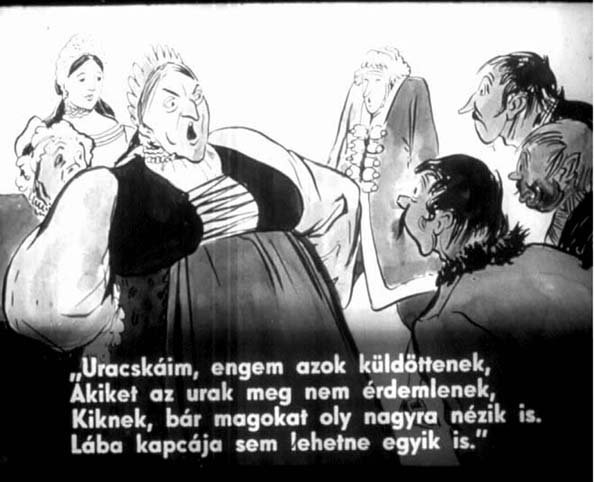 „Uracskáim, engem azok küldöttenek,
Akiket az urak meg nem érdemlenek,
Kiknek, bár magokat oly nagyra nézik is.
Lába kapcája sem lehetne egyik is."